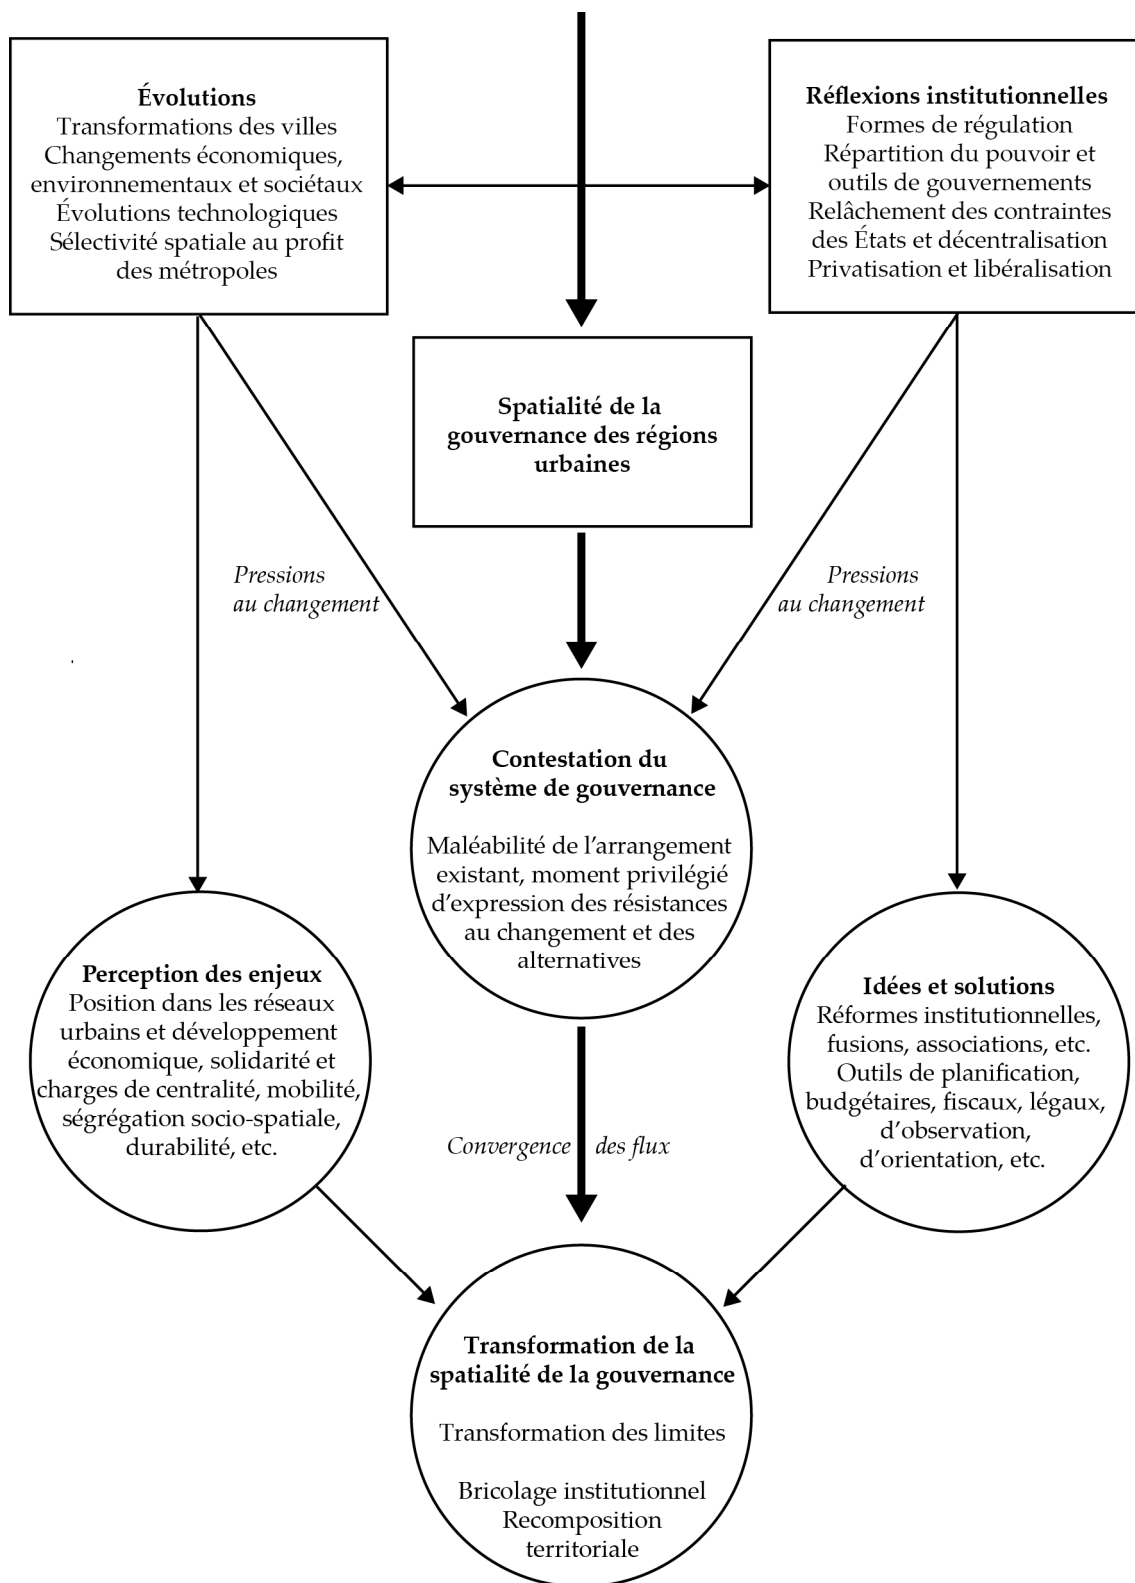 Évolutions
Transformations des villes
Changements économiques,
environnementaux et sociétaux
Évolutions technologiques
Sélectivité spatiale au profit
des métropoles
Réflexions institutionnelles
Formes de régulation
Répartition du pouvoir et
outils de gouvernements
Relâchement des contraintes
des États et décentralisation
Privatisation et libéralisation
Spatialité de la
gouvernance des régions
urbaines
Pressions
au changement
Pressions
au changement
Contestation du
système de gouvernance
Maléabilité de l'arrangement
existant, moment privilégié
d'expression des résistances
au changement et des
alternatives
Perception des enjeux
Position dans les réseaux
urbains et développement
économique, solidarité et
charges de centralité, mobilité,
ségrégation socio-spatiale,
durabilité, etc.
Idées et solutions
Réformes institutionnelles,
fusions, associations, etc.
Outils de planification,
budgétaires, fiscaux, légaux,
d'observation,
d'orientation, etc.
Convergence des flux
Transformation de la
spatialité de la gouvernance
Transformation des limites
Bricolage institutionnel
Recomposition
territoriale